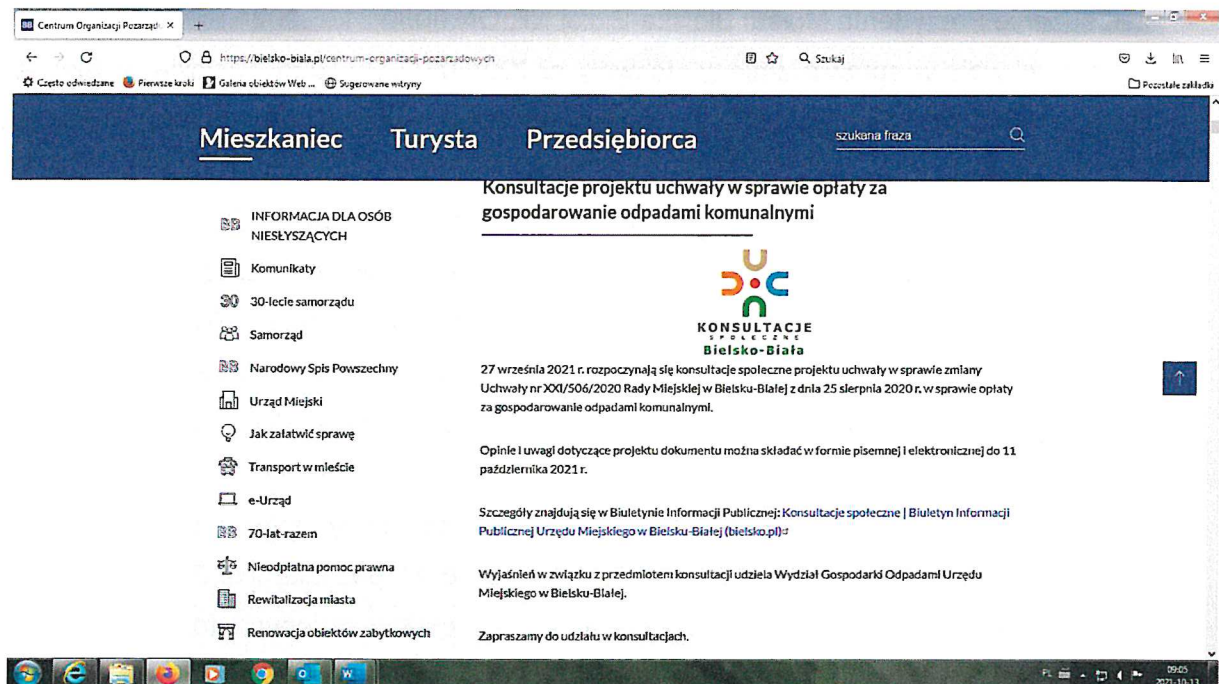 Centrum Organizacji Pozarząd
https://bielsko-biala.pl/centrum-organizacji-pozarzadowych
Szukaj
Często odwiedzane Pierwsze kroki Galeria obiektów Web ... Sugerowane witryny
Pozostałe zakładki
Mieszkaniec Turysta Przedsiębiorca
szukana fraza
INFORMACJA DLA OSÓB
NIESŁYSZĄCYCH
Komunikaty
30-lecie samorządu
Samorząd
Narodowy Spis Powszechny
Urząd Miejski
Jak załatwić sprawę
Transport w mieście
e-Urząd
70-lat-razem
Nieodpłatna pomoc prawna
Rewitalizacja miasta
Renowacja obiektów zabytkowych
Konsultacje projektu uchwały w sprawie opłaty za
gospodarowanie odpadami komunalnymi
KONSULTACJE
SPOŁECZNE
Bielsko-Biała
27 września 2021 r. rozpoczynają się konsultacje społeczne projektu uchwały w sprawie zmiany
Uchwały nr XXI/506/2020 Rady Miejskiej w Bielsku-Białej z dnia 25 sierpnia 2020 r. w sprawie opłaty
za gospodarowanie odpadami komunalnymi.
Opinie i uwagi dotyczące projektu dokumentu można składać w formie pisemnej i elektronicznej do 11
października 2021 r.
Szczegóły znajdują się w Biuletynie Informacji Publicznej: Konsultacje społeczne | Biuletyn Informacji
Publicznej Urzędu Miejskiego w Bielsku-Białej (bielsko.pl)
Wyjaśnień w związku z przedmiotem konsultacji udziela Wydział Gospodarki Odpadami Urzędu
Miejskiego w Bielsku-Białej.
Zapraszamy do udziału w konsultacjach.
PL
09:05
2021-10-13